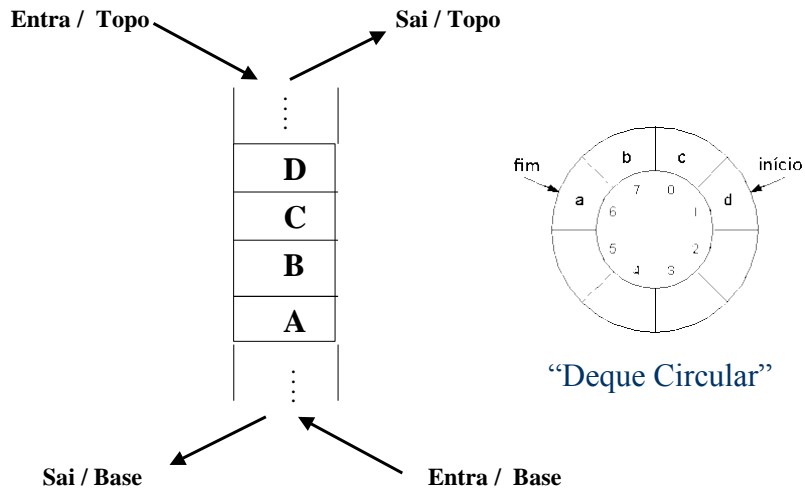 Entra / Topo
Sai / Topo
D
C
B
A
Sai / Base
Entra / Base
fim
início
b
c
a
d
7
0
6
1
5
2
4
3
“Deque Circular”